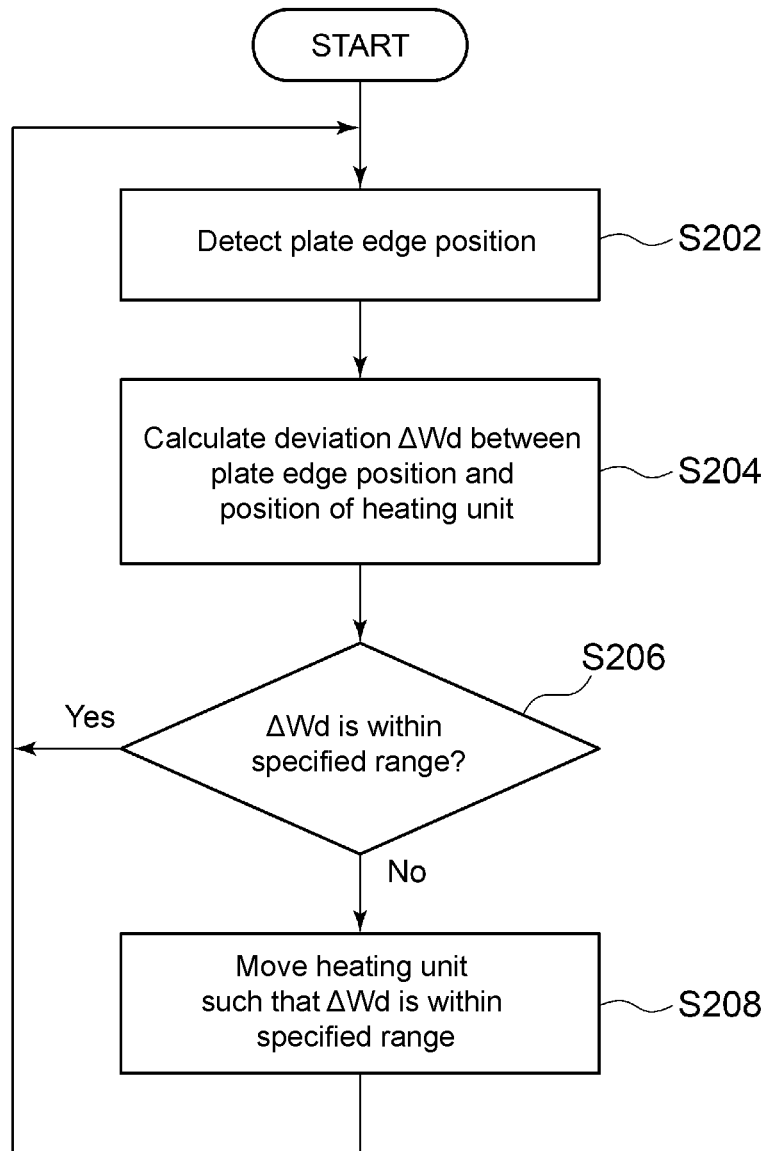 START
Detect plate edge position
S202
Calculate deviation ΔWd between
plate edge position and
position of heating unit
S204
S206
Yes
ΔWd is within
specified range?
No
Move heating unit
such that ΔWd is within
specified range
S208